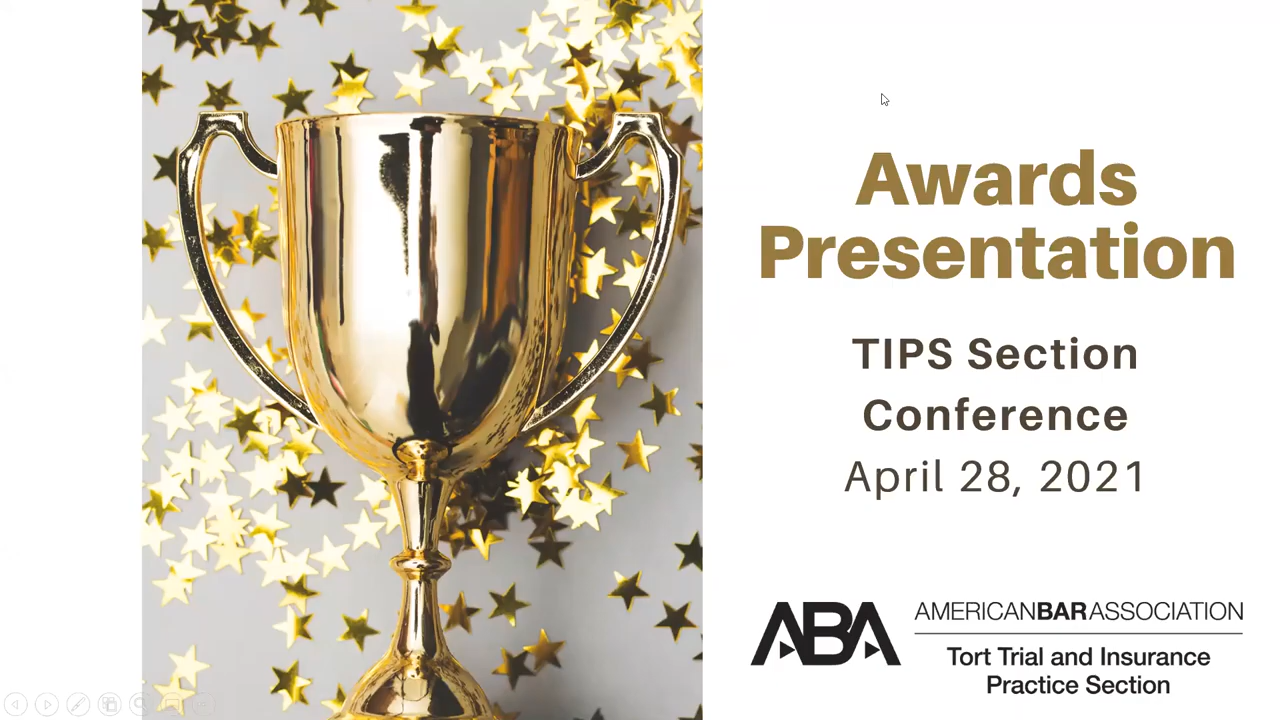 Awards
Presentation
TIPS Section
Conference
April 28, 2021
ABA AMERICANBARASSOCIATION
Tort Trial and Insurance
Practice Section